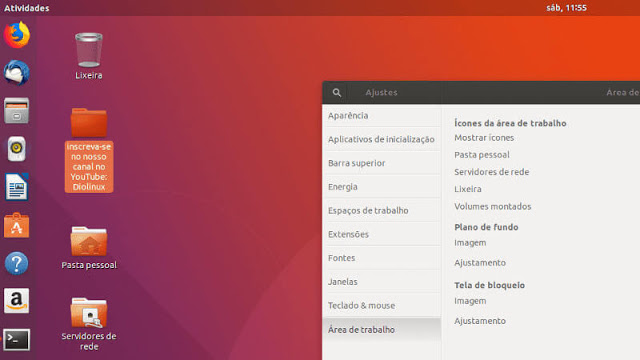 Atividades
sáb, 11:55
Lixeira
inscreva-se
no nosso
canal no
YouTube:
Diolinux
Pasta pessoal
Servidores de
rede
Ajustes
Área de
Aparência
Aplicativos de inicialização
Barra superior
Energia
Espaços de trabalho
Extensões
Fontes
Janelas
Teclado & mouse
Área de trabalho
Ícones da área de trabalho
Mostrar ícones
Pasta pessoal
Servidores de rede
Lixeira
Volumes montados
Plano de fundo
Imagem
Ajustamento
Tela de bloqueio
Imagem
Ajustamento